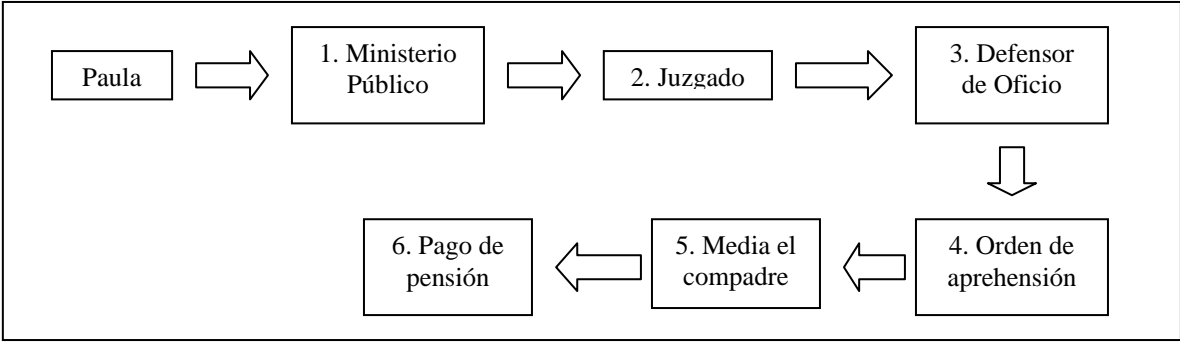 Paula
1. Ministerio
Público
2. Juzgado
3. Defensor
de Oficio
4. Orden de
aprehensión
5. Media el
compadre
6. Pago de
pensión